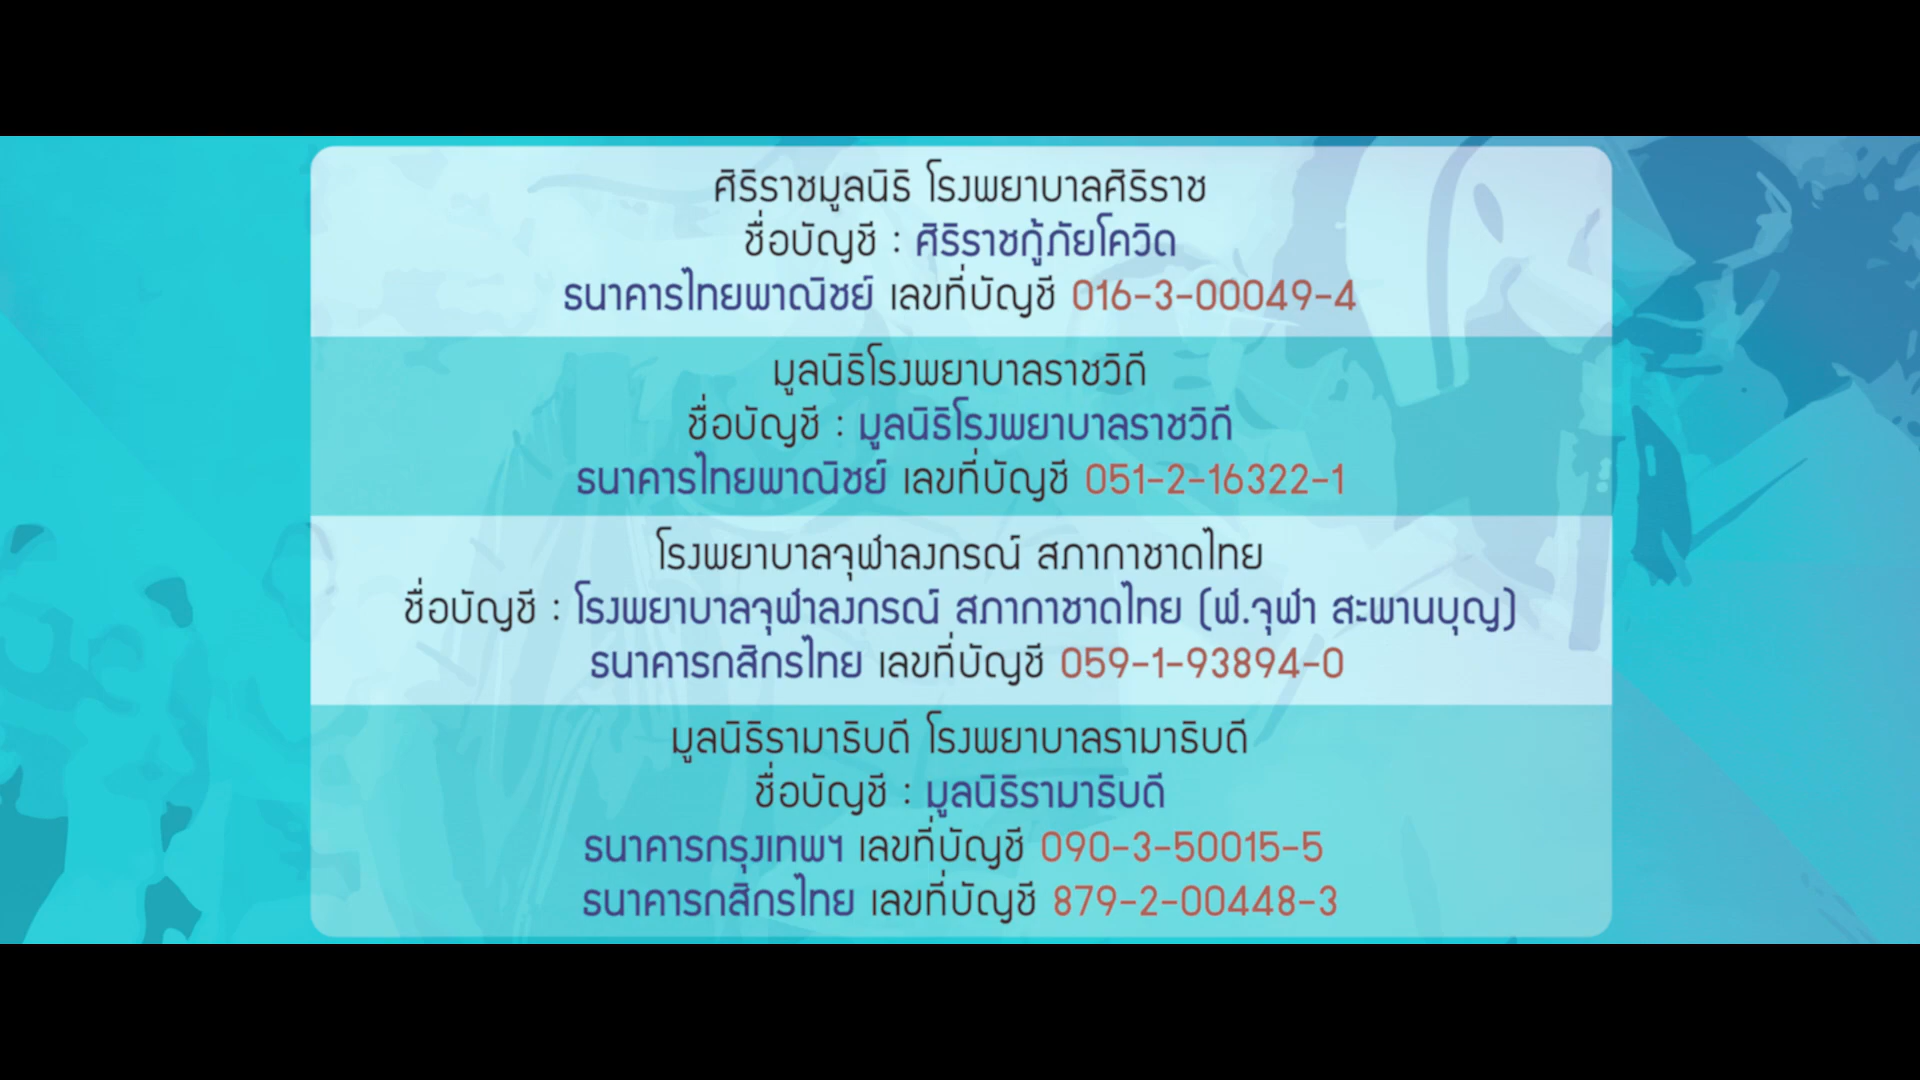 ศิริราชมูลนิธิ โรงพยาบาลศิริราช
ชื่อบัญชี : ศิริราชกู้ภัยโควิด
ธนาคารไทยพาณิชย์ เลขที่บัญชี 016-3-00049-4
มูลนิธิโรงพยาบาลราชวิถี
ชื่อบัญชี : มูลนิธิโรงพยาบาลราชวิถี
ธนาคารไทยพาณิชย์ เลขที่บัญชี 051-2-16322-1
โรงพยาบาลจุฬาลงกรณ์ สภากาชาดไทย
ชื่อบัญชี : โรงพยาบาลจุฬาลงกรณ์ สภากาชาดไทย (ฬ.จุฬา สะพานบุญ)
ธนาคารกสิกรไทย เลขที่บัญชี 059-1-93894-0
มูลนิธิรามาธิบดี โรงพยาบาลรามาธิบดี
ชื่อบัญชี : มูลนิธิรามาธิบดี
ธนาคารกรุงเทพฯ เลขที่บัญชี 090-3-50015-5
ธนาคารกสิกรไทย เลขที่บัญชี 879-2-00448-3